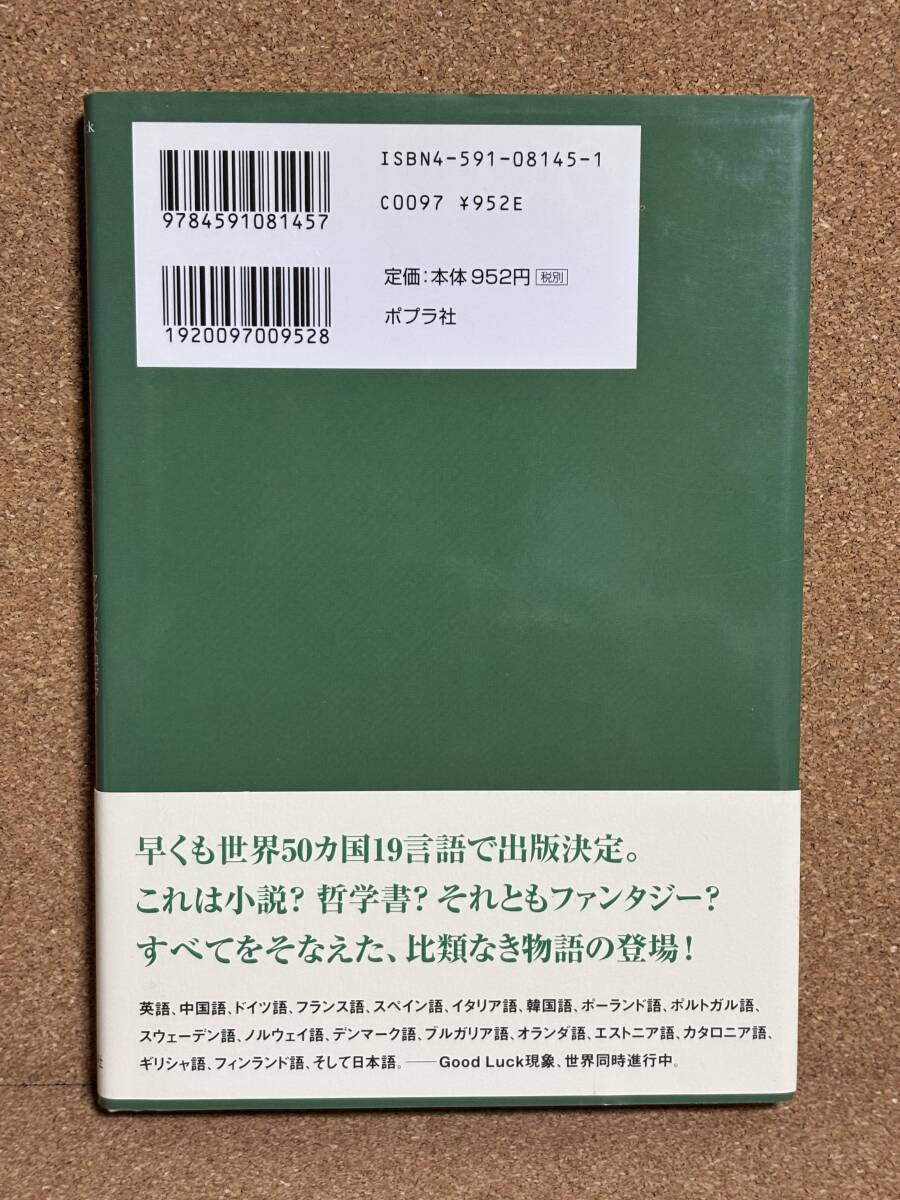 ISBN4-591-08145-1
9784591081457
C0097 ¥952E
定価:本体952円 税別
1920097009528
ポプラ社
早くも世界50カ国19言語で出版決定。
これは小説? 哲学書? それともファンタジー?
すべてをそなえた、比類なき物語の登場!
英語、中国語、ドイツ語、フランス語、スペイン語、イタリア語、韓国語、ポーランド語、ポルトガル語、
スウェーデン語、ノルウェイ語、デンマーク語、ブルガリア語、オランダ語、エストニア語、カタロニア語、
ギリシャ語、フィンランド語、そして日本語。――Good Luck現象、世界同時進行中。